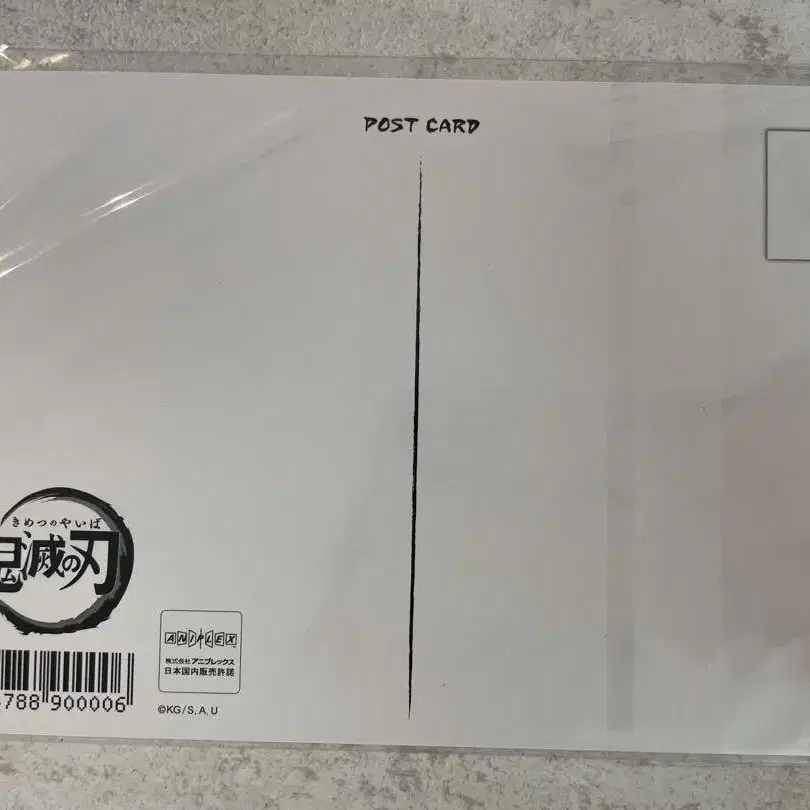 POST CARD
きめつのやいば
鬼滅の刃
ANIPLEX
株式会社アニプレックス
日本国内販売許諾
788 900006
©KG/S, A, U